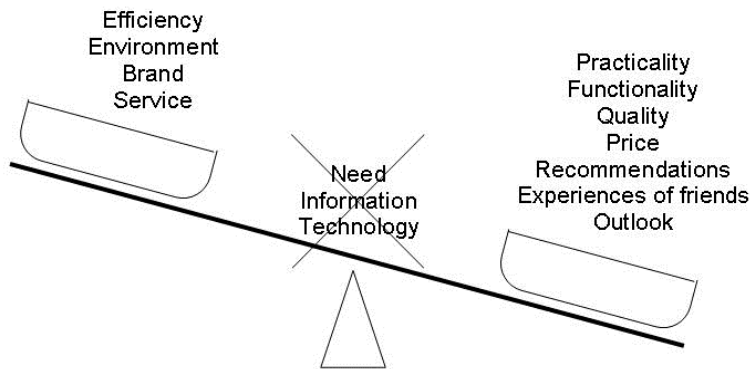 Efficiency
Environment
Brand
Service
Need
Information
Technology
Practicality
Functionality
Quality
Price
Recommendations
Experiences of friends
Outlook